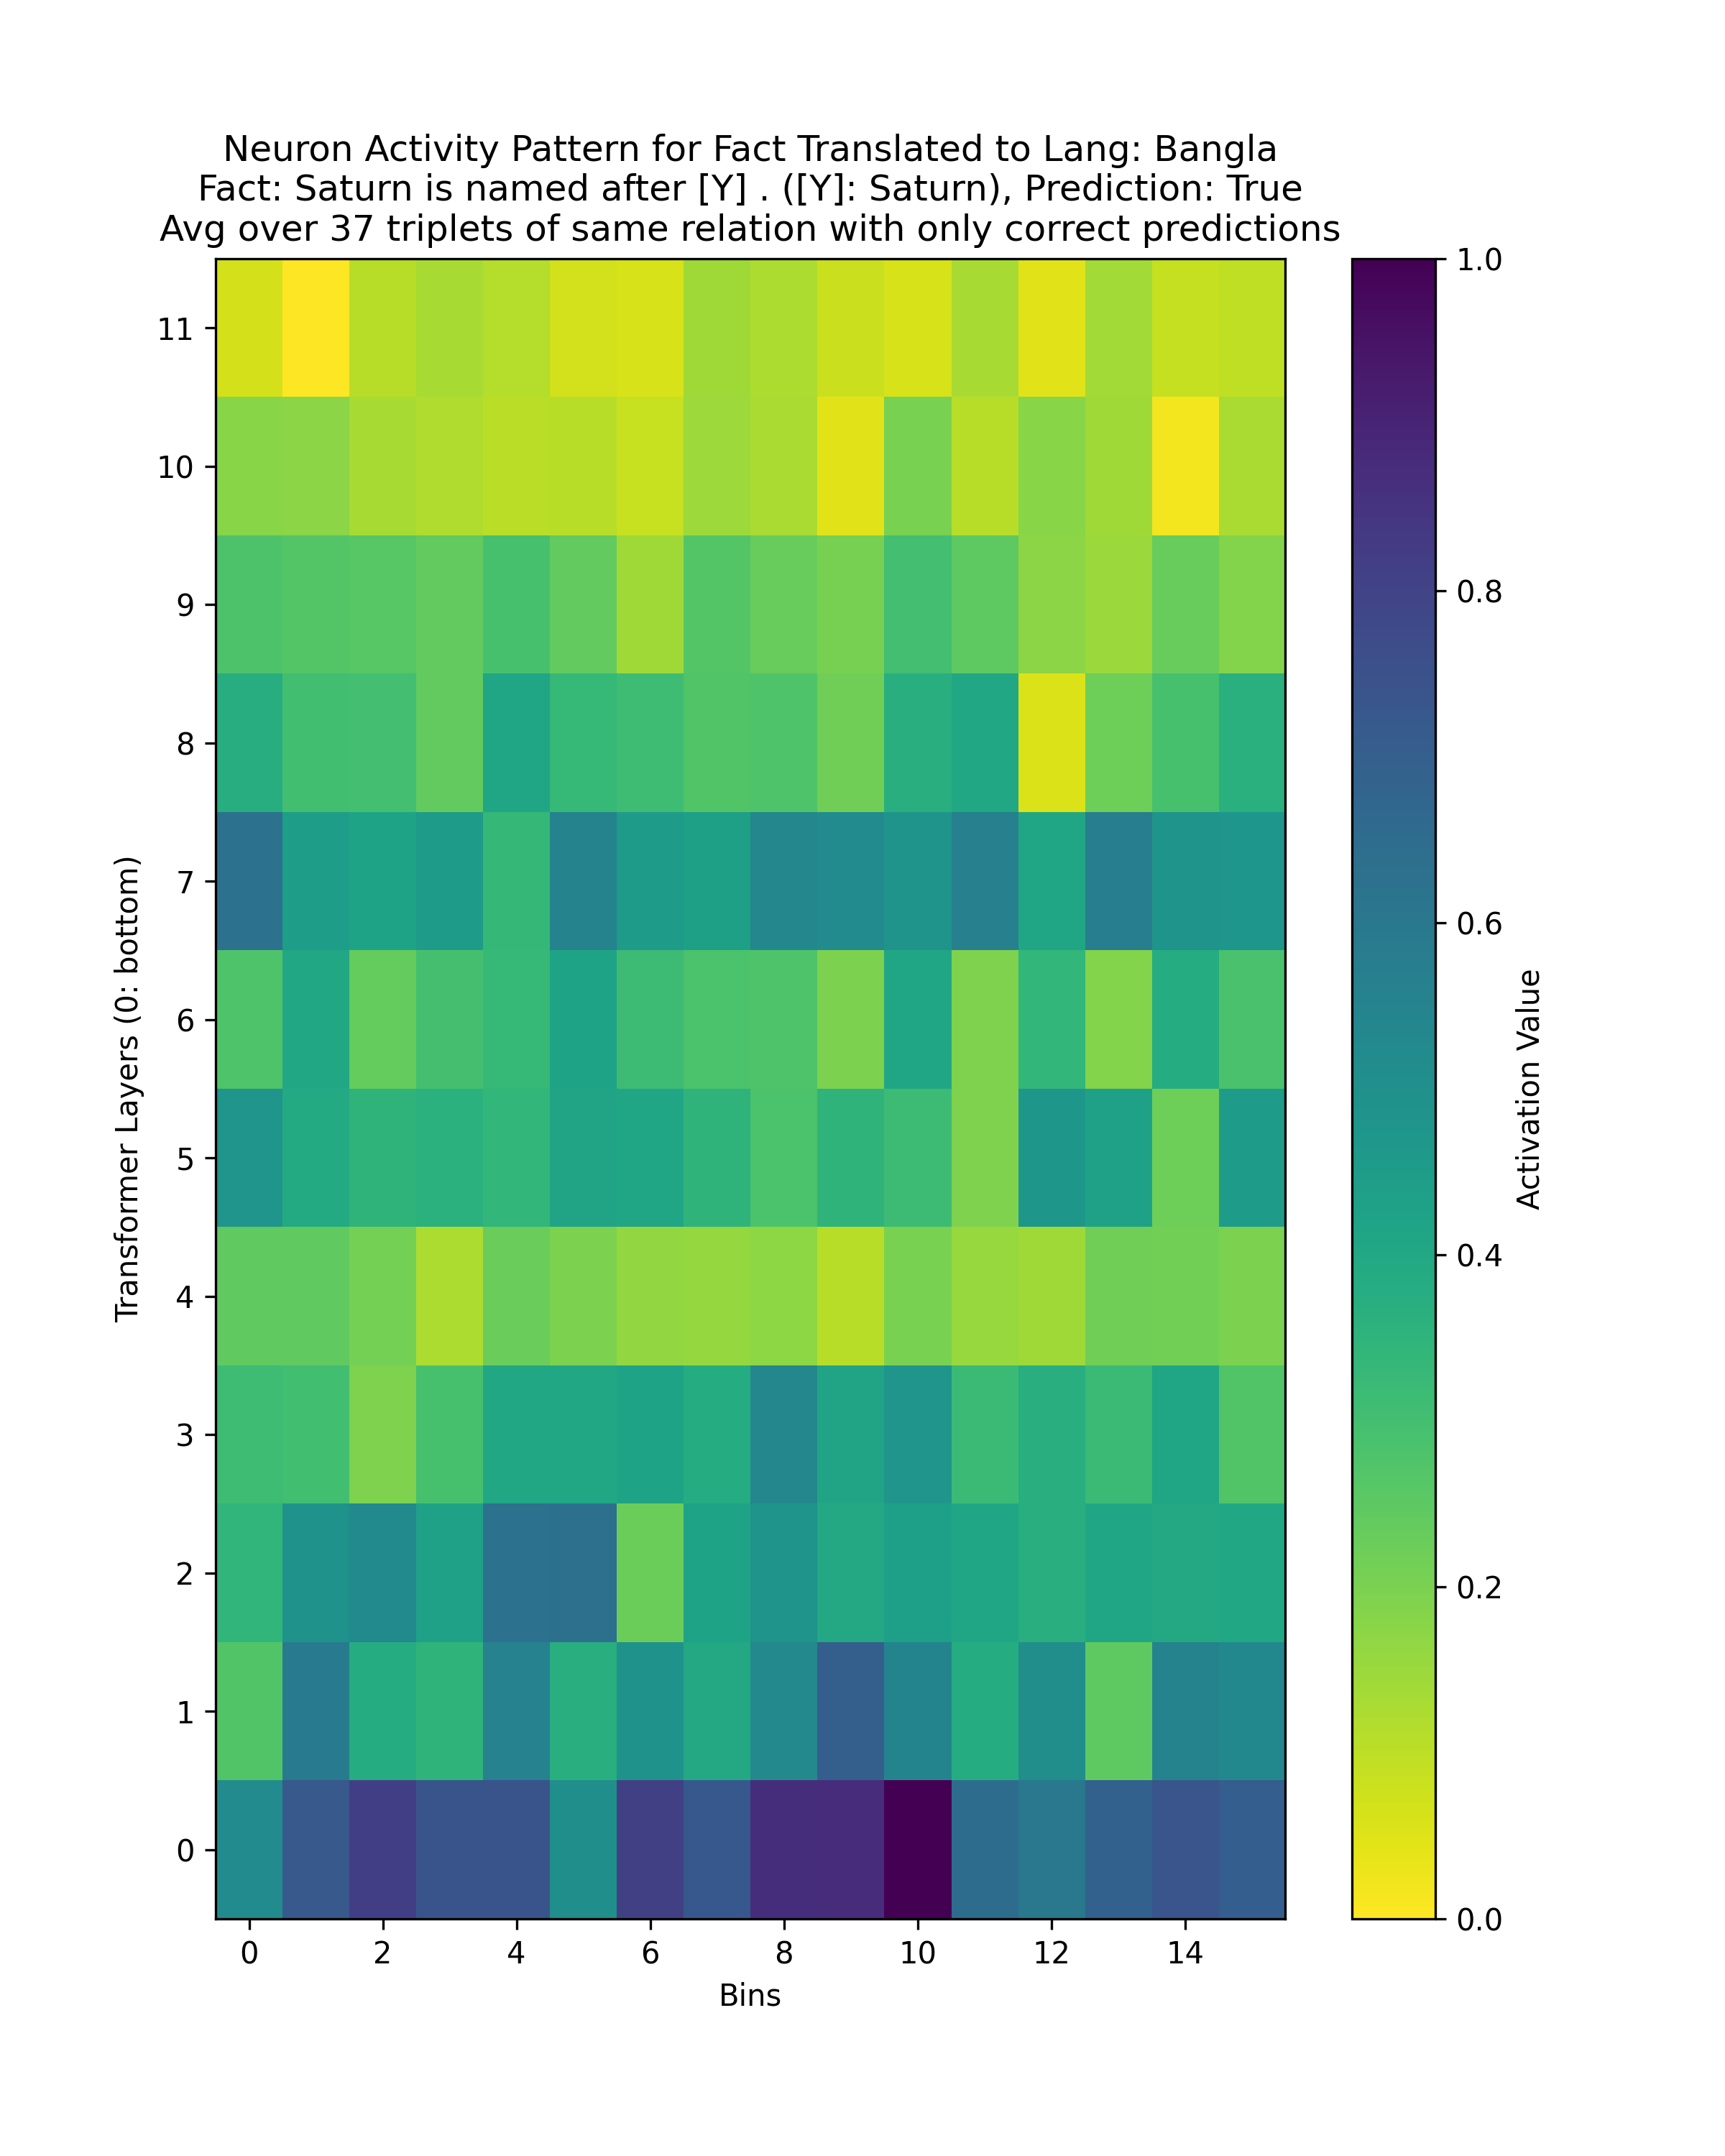 Neuron Activity Pattern for Fact Translated to Lang: Bangla
Fact: Saturn is named after [Y] . ([Y]: Saturn), Prediction: True
Avg over 37 triplets of same relation with only correct predictions
11
10
9
8
7
6
5
4
3
2
1
0
Transformer Layers (0: bottom)
0 2 4 6 8 10 12 14
Bins
1.0
0.8
0.6
0.4
0.2
0.0
Activation Value